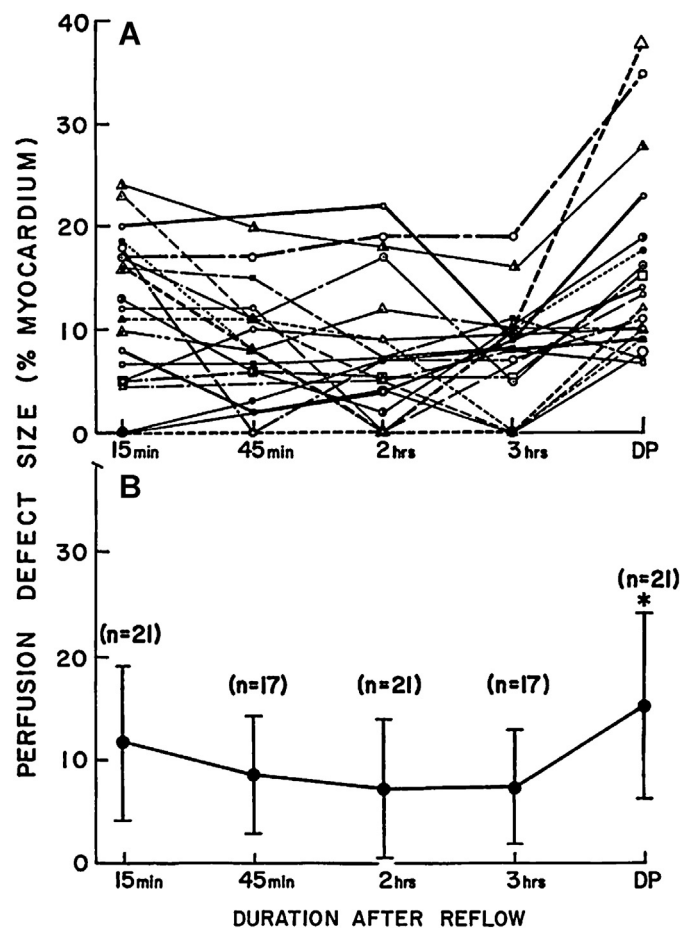 A
40
30
20
10
0
15min 45min 2hrs 3hrs DP
PERFUSION DEFECT SIZE (% MYOCARDIUM)
B
30
20
10
0
(n=21) (n=17) (n=21) (n=17) (n=21)
*
15min 45min 2hrs 3hrs DP
DURATION AFTER REFLOW